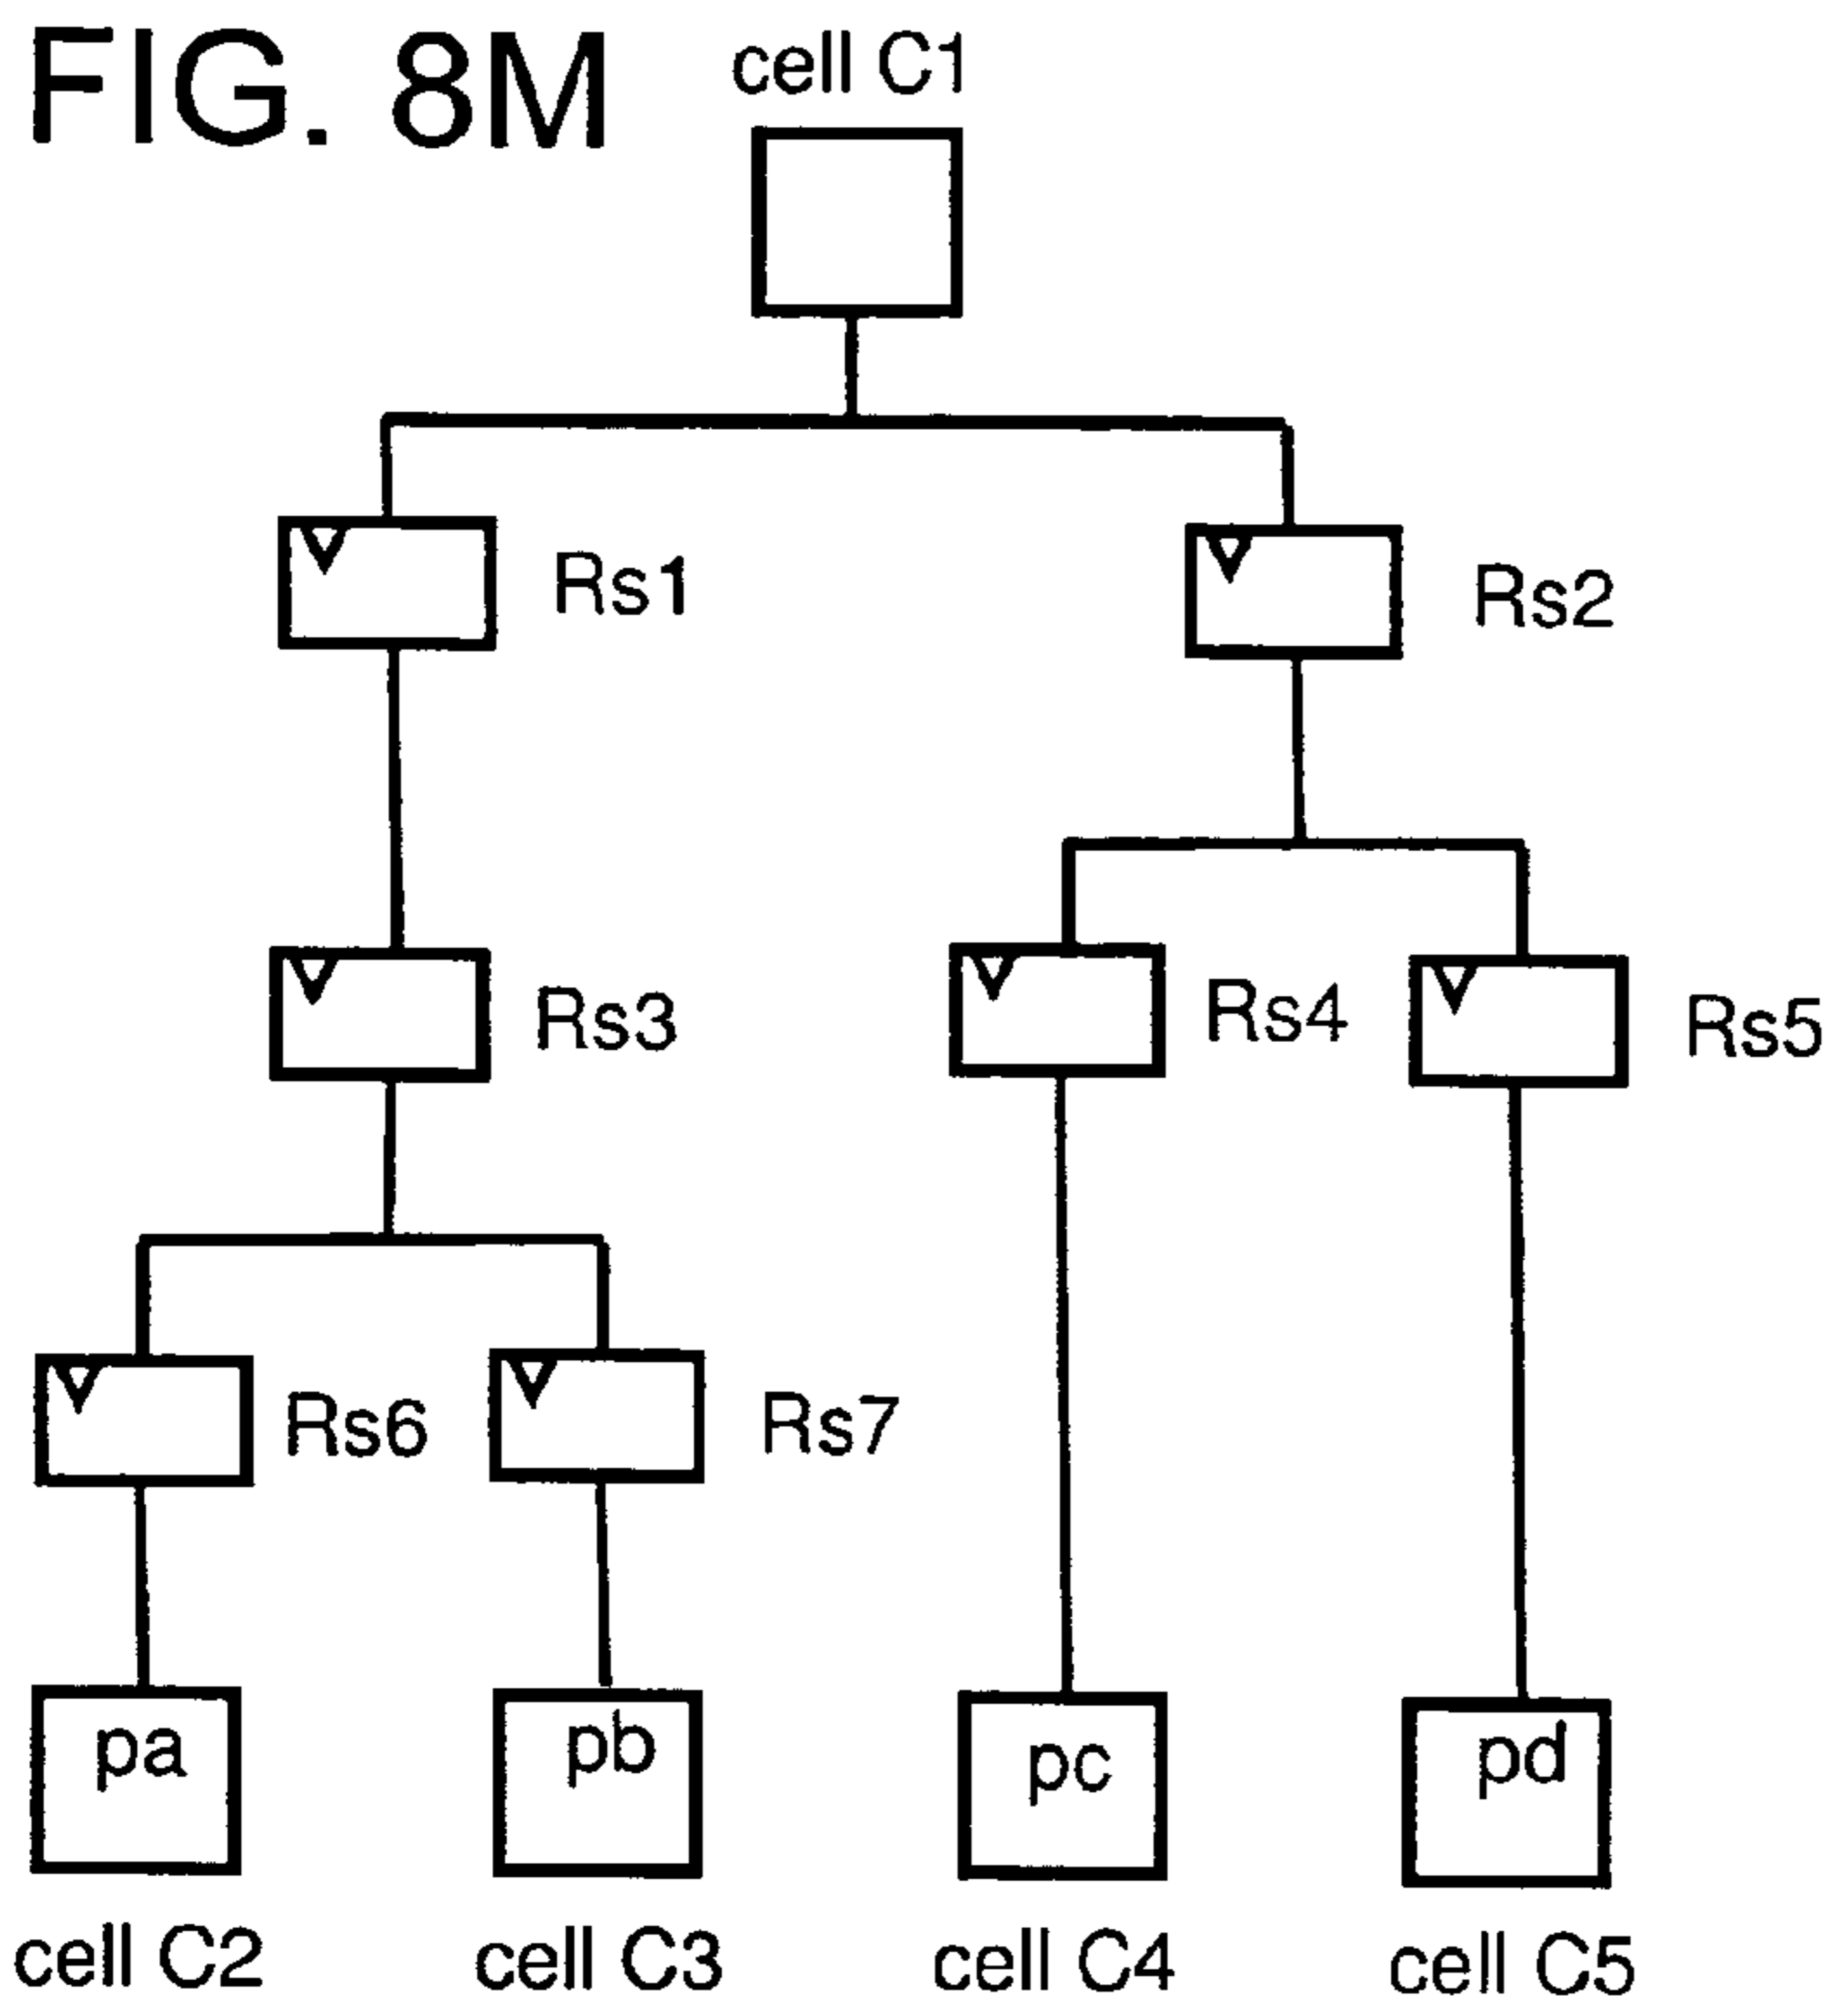 FIG. 8M
cell C1
Rs1
Rs2
Rs3
Rs4
Rs5
Rs6
Rs7
pa
pb
pc
pd
cell C2
cell C3
cell C4
cell C5